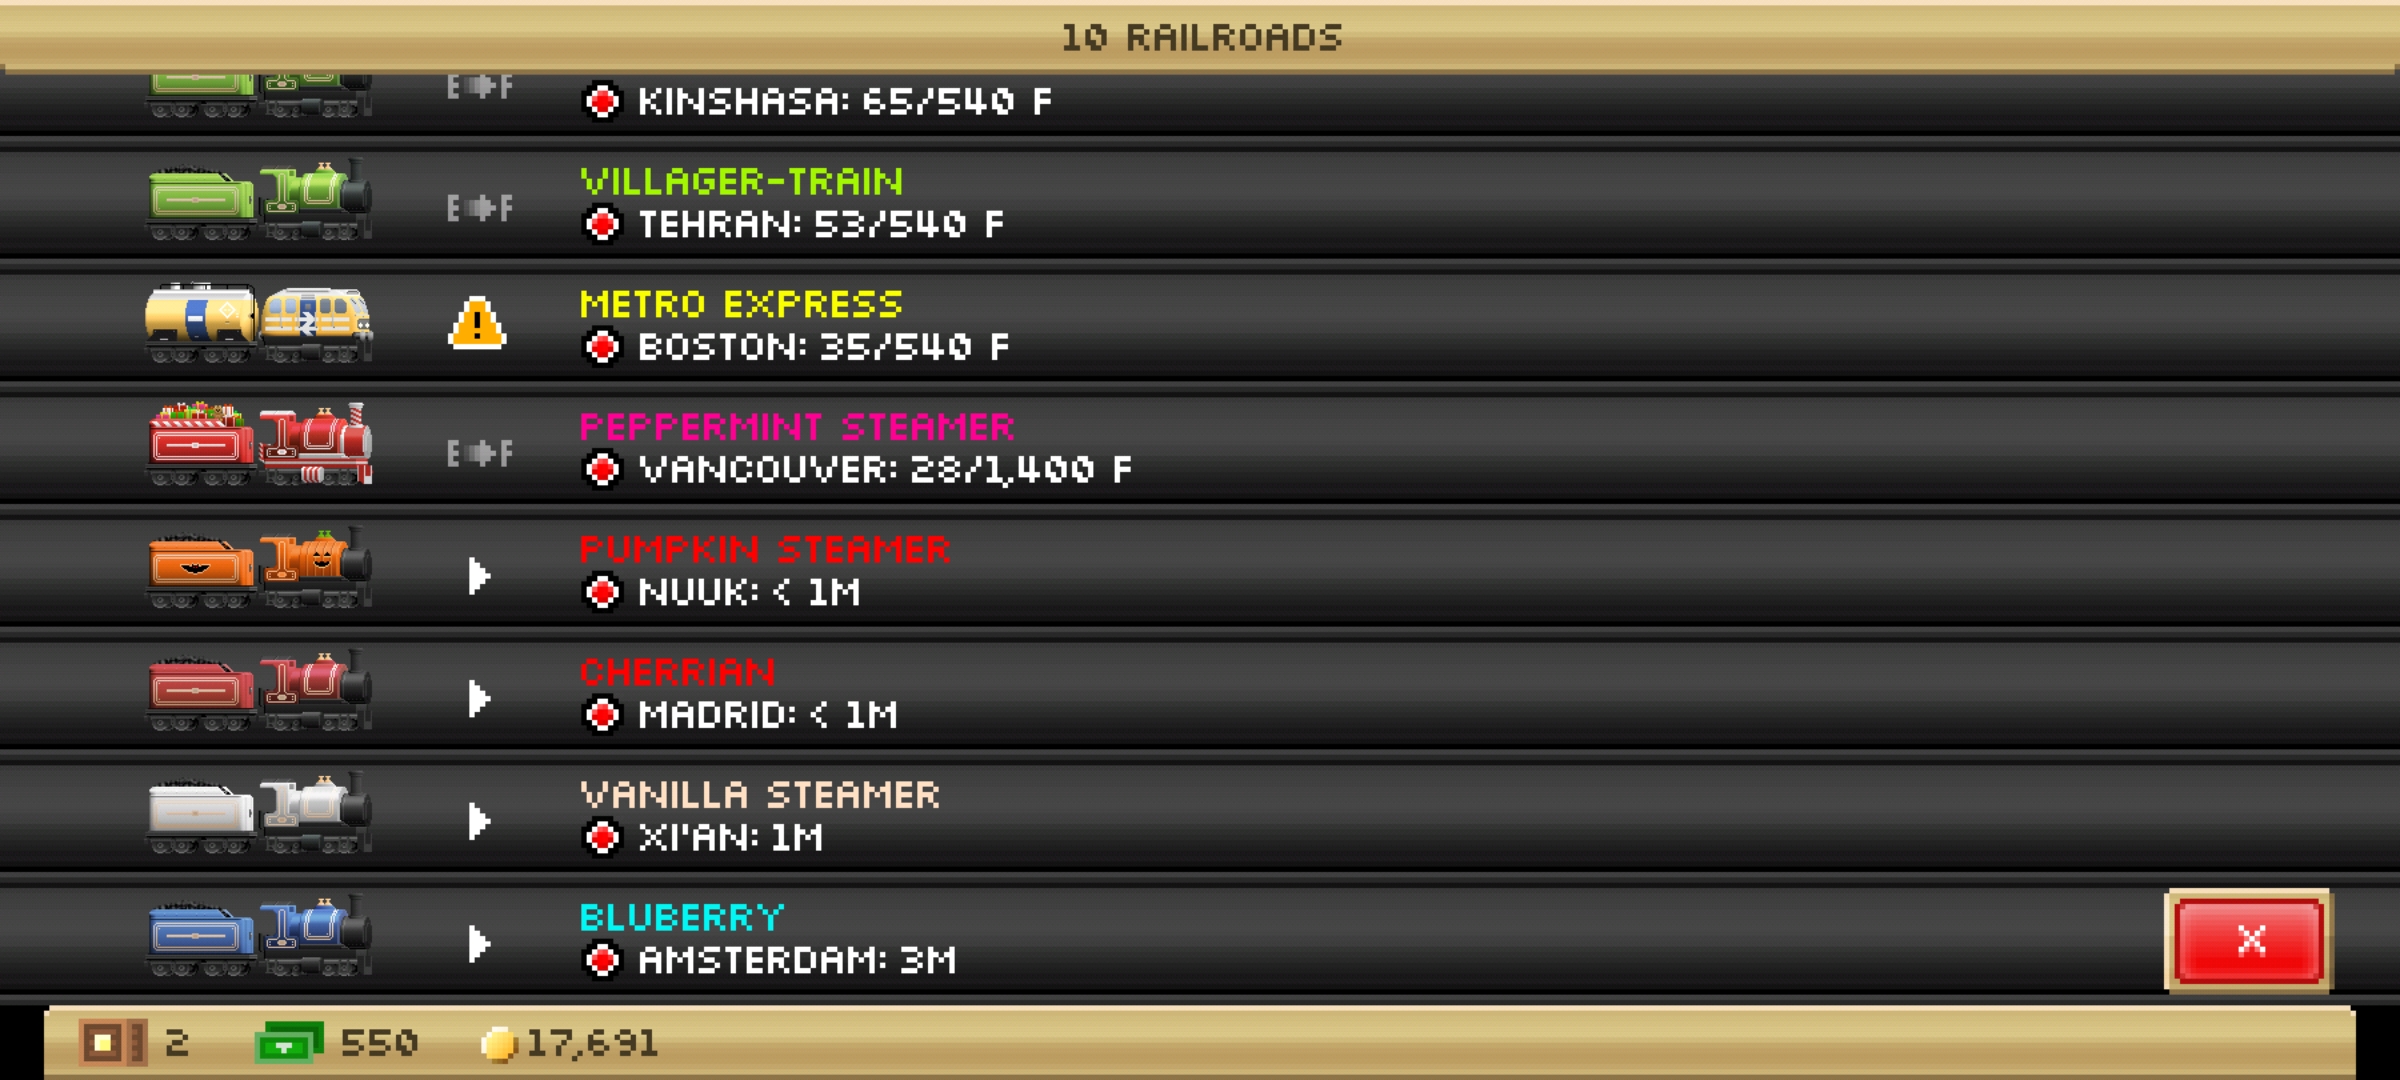 10 RAILROADS
E F
KINSHASA: 65/540 F
VILLAGER-TRAIN
E F
TEHRAN: 53/540 F
METRO EXPRESS
BOSTON: 35/540 F
PEPPERMINT STEAMER
E F
VANCOUVER: 28/1,400 F
PUMPKIN STEAMER
NUUK: < 1M
CHERRIAN
MADRID: < 1M
VANILLA STEAMER
XI'AN: 1M
BLUBERRY
AMSTERDAM: 3M
X
2 550 17,691